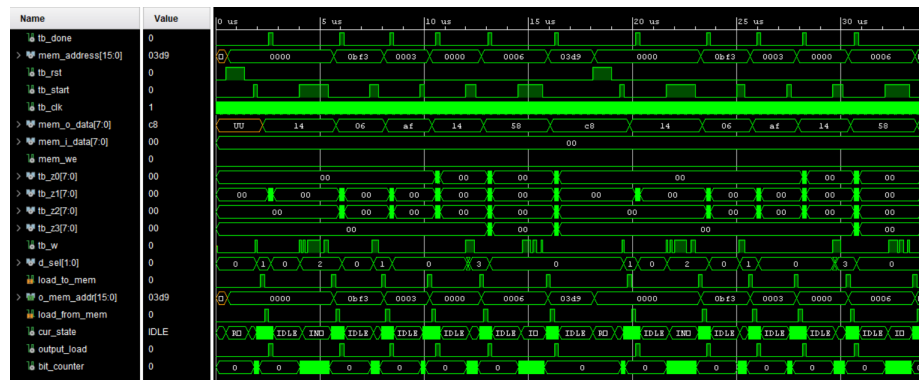 Name Value 0 us 5 us 10 us 15 us 20 us 25 us 30 us
tb_done 0
mem_address[15:0] 03d9 0000 0bf3 0003 0000 0006 03d9 0000 0bf3 0003 0000 0006
tb_rst 0
tb_start 0
tb_clk 1
mem_o_data[7:0] c8 UU 14 06 af 14 58 c8 14 06 af 14 58
mem_i_data[7:0] 00 00
mem_we 0
tb_z0[7:0] 00 00 00 00 00 00
tb_z1[7:0] 00 00 00 00 00 00 00 00 00 00 00 00 00
tb_z2[7:0] 00 00 00 00 00 00 00 00 00 00 00
tb_z3[7:0] 00 00 00 00
tb_w 0
d_sel[1:0] 0 0 1 0 2 0 1 0 3 0 1 0 2 0 1 0 3 0
load_to_mem 0
o_mem_addr[15:0] 03d9 0000 0bf3 0003 0000 0006 03d9 0000 0bf3 0003 0000 0006
load_from_mem 0
cur_state IDLE IDLE IDLE IDLE IDLE IDLE IDLE IDLE IDLE IDLE IDLE
output_load 0
bit_counter 0 0 0 0 0 0 0 0 0 0 0 0 0